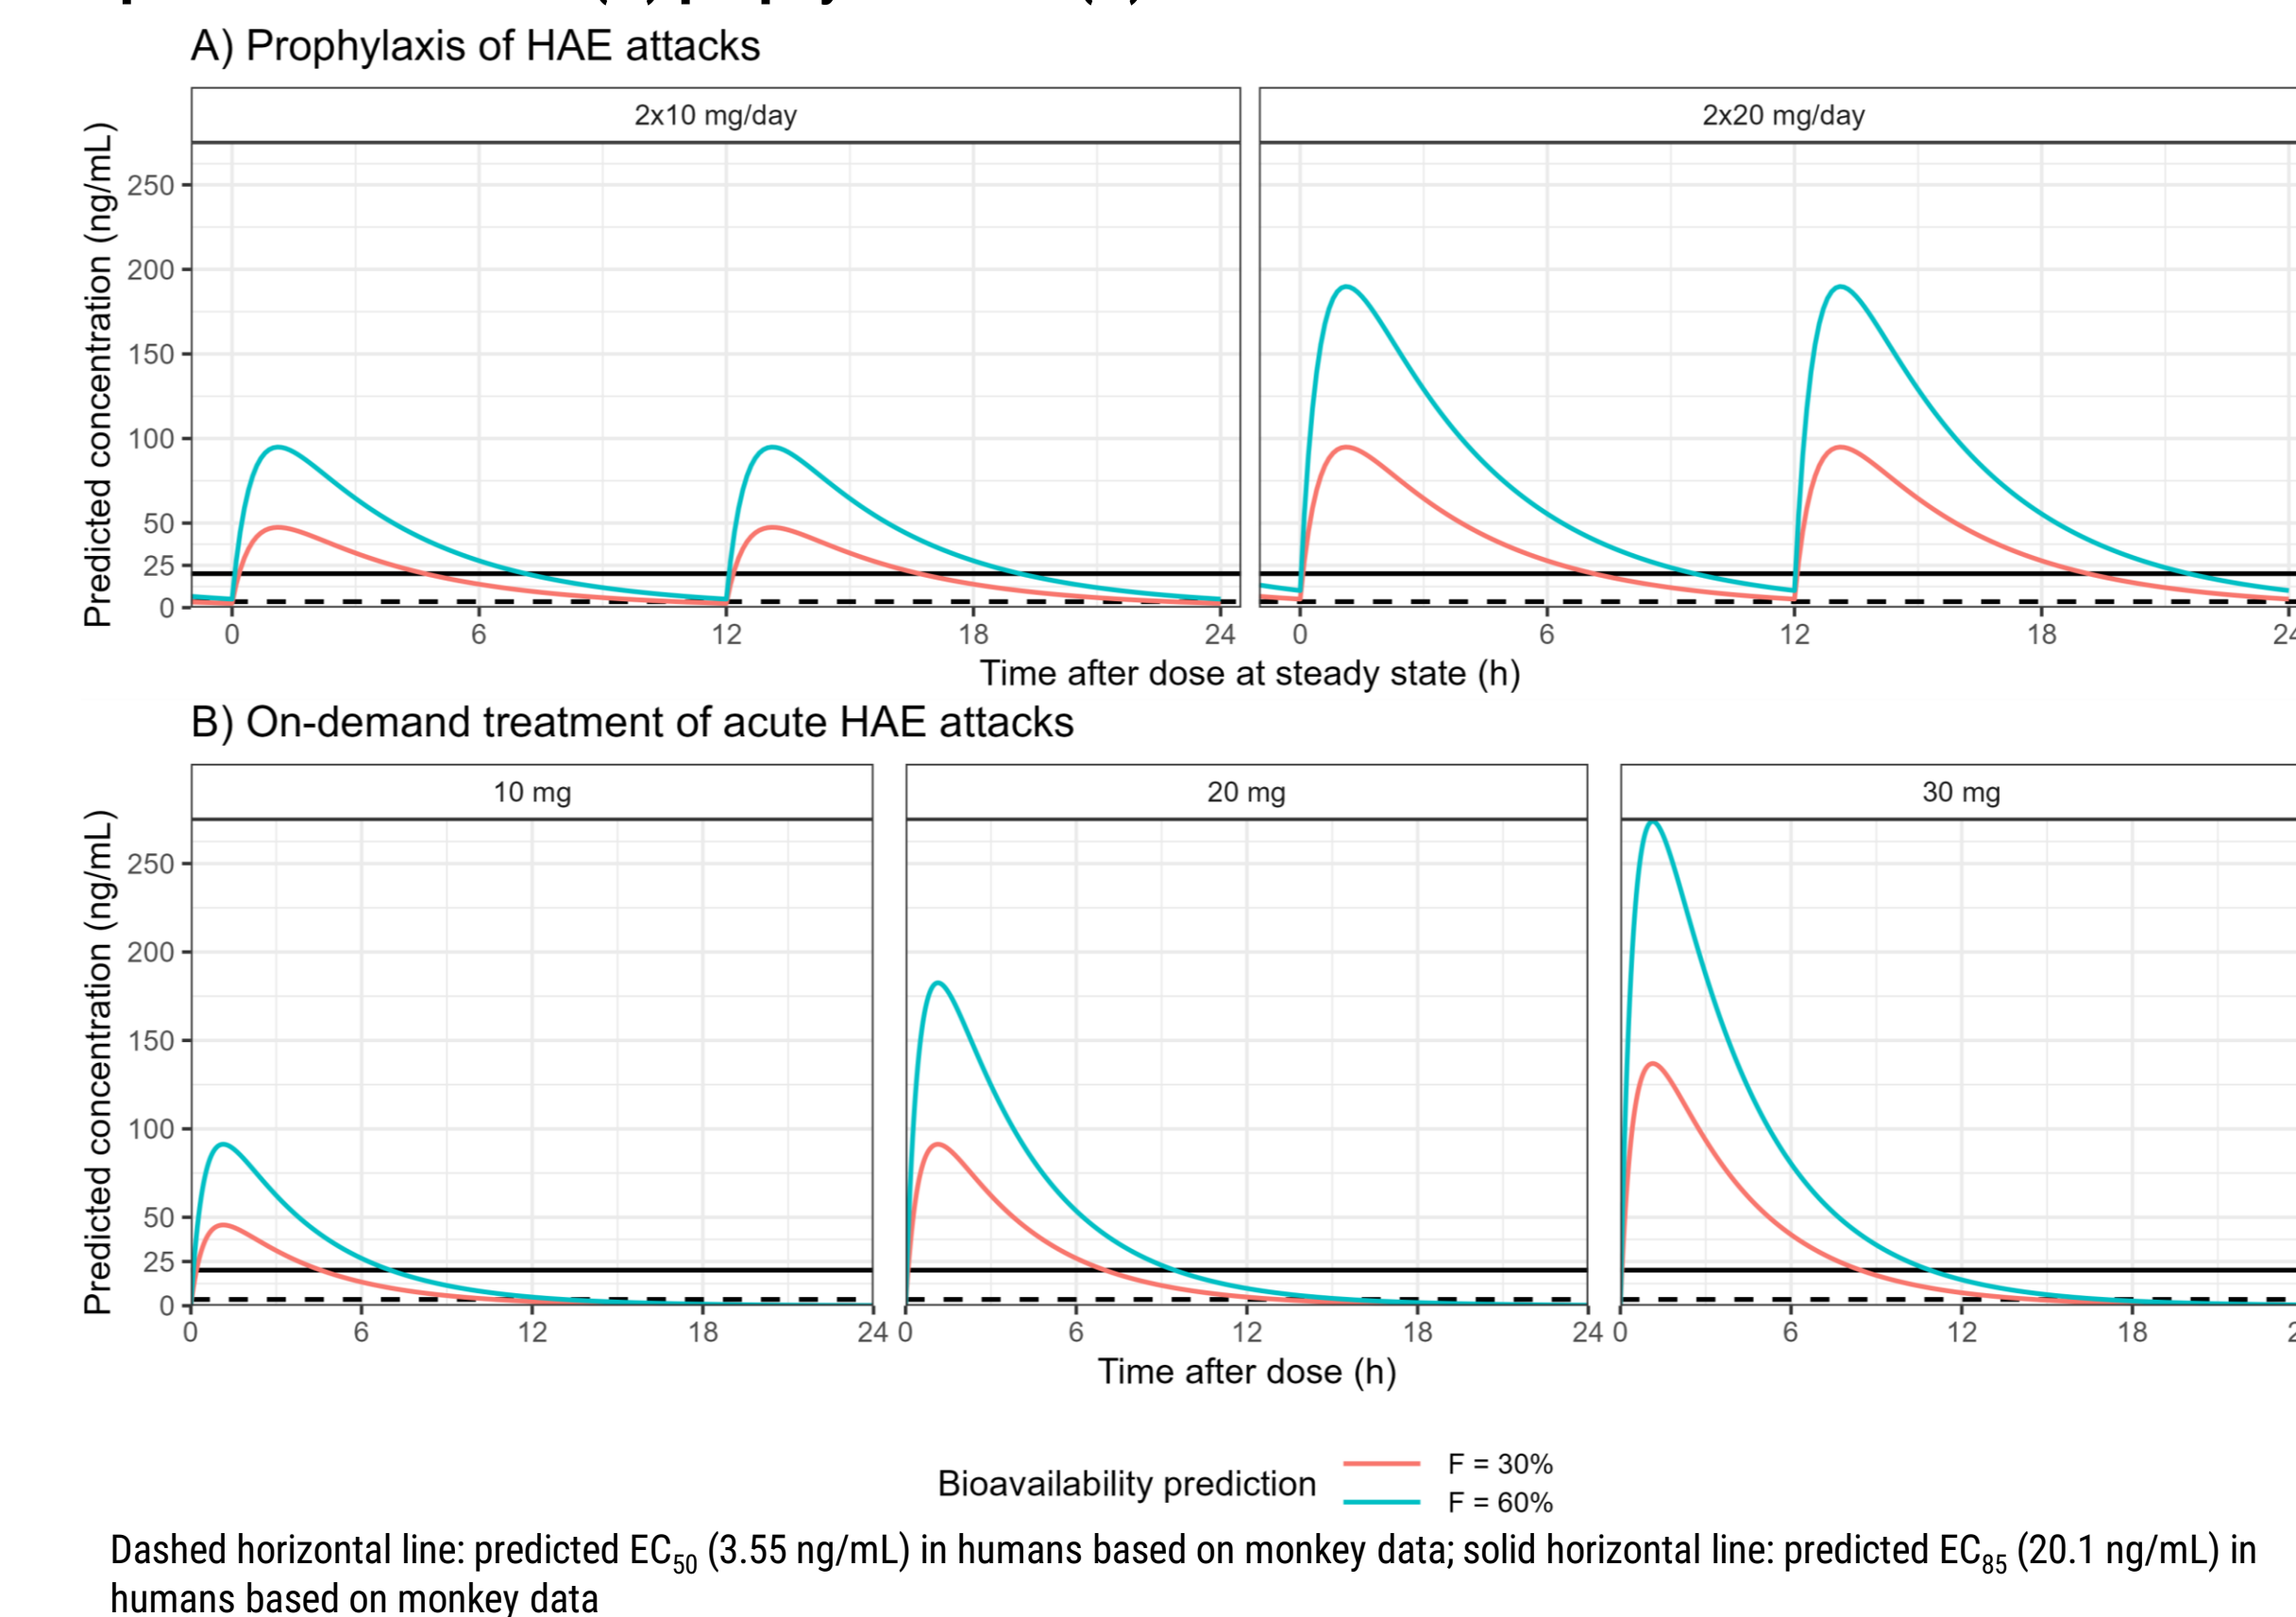 A) Prophylaxis of HAE attacks
2x10 mg/day
2x20 mg/day
Predicted concentration (ng/mL)
250
200
150
100
50
25
0
0 6 12 18 24
0 6 12 18
Time after dose at steady state (h)
B) On-demand treatment of acute HAE attacks
10 mg
20 mg
30 mg
Predicted concentration (ng/mL)
250
200
150
100
50
25
0
0 6 12 18 24
0 6 12 18 24
0 6 12 18
Time after dose (h)
Bioavailability prediction
F = 30%
F = 60%
Dashed horizontal line: predicted EC50 (3.55 ng/mL) in humans based on monkey data; solid horizontal line: predicted EC85 (20.1 ng/mL) in
humans based on monkey data